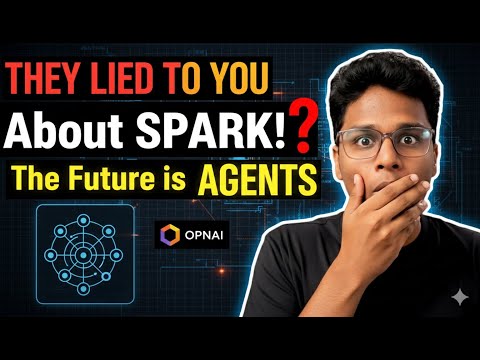 THEY LIED TO YOU
About SPARK!?
The Future is AGENTS
OPNAI